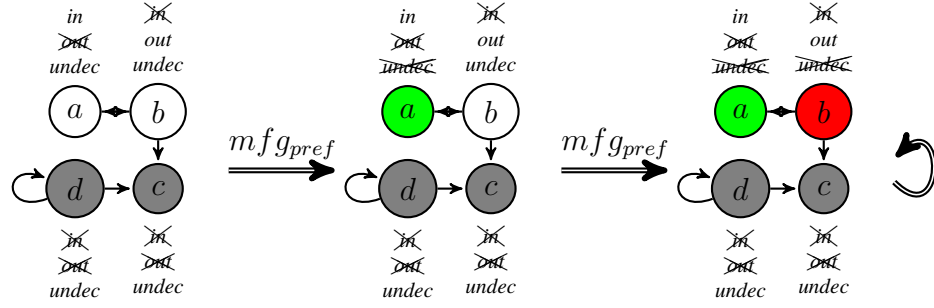 in in in in in in
out out out out out out
undec undec undec undec undec undec
a b a b a b
mfg_pref mfg_pref
d c d c d c
in in in in in in
out out out out out out
undec undec undec undec undec undec